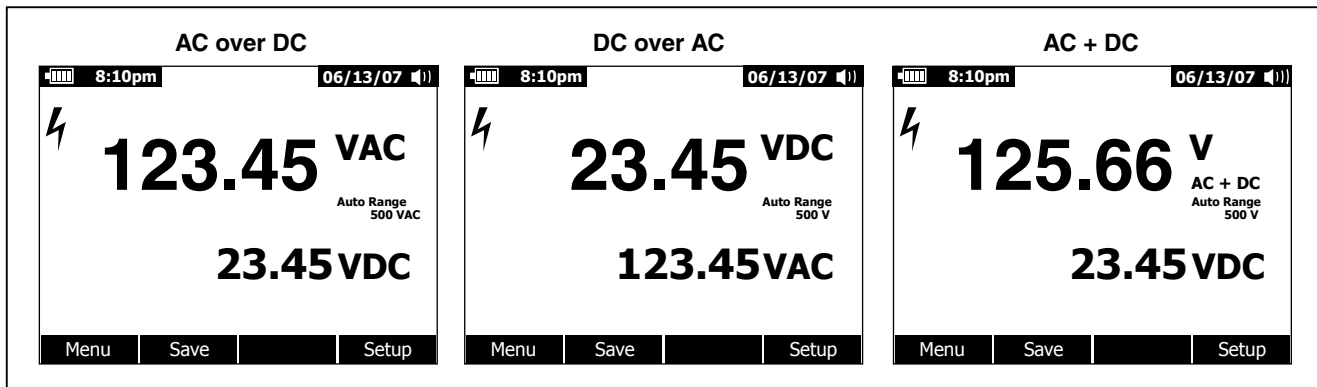 AC over DC
8:10pm 06/13/07
123.45 VAC
Auto Range
500 VAC
23.45 VDC
Menu Save Setup
DC over AC
8:10pm 06/13/07
23.45 VDC
Auto Range
500 V
123.45 VAC
Menu Save Setup
AC + DC
8:10pm 06/13/07
125.66 V
AC + DC
Auto Range
500 V
23.45 VDC
Menu Save Setup